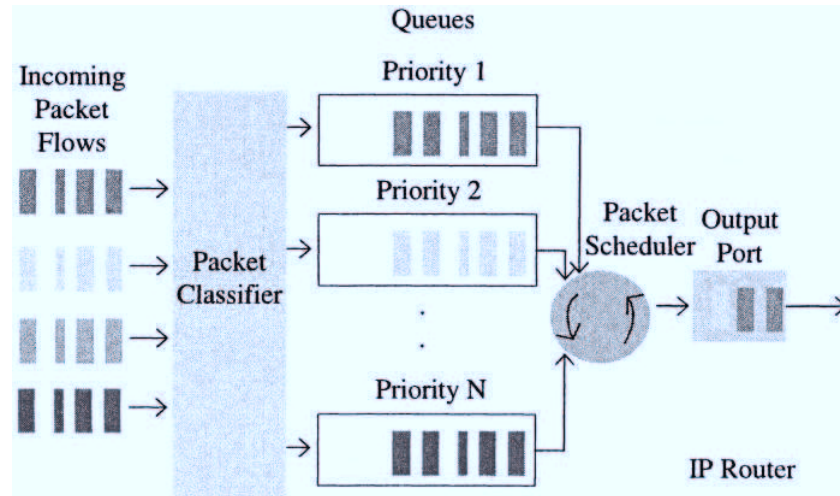 Queues
Incoming
Packet
Flows
Priority 1
Priority 2
Packet
Classifier
Priority N
Packet
Scheduler
Output
Port
IP Router